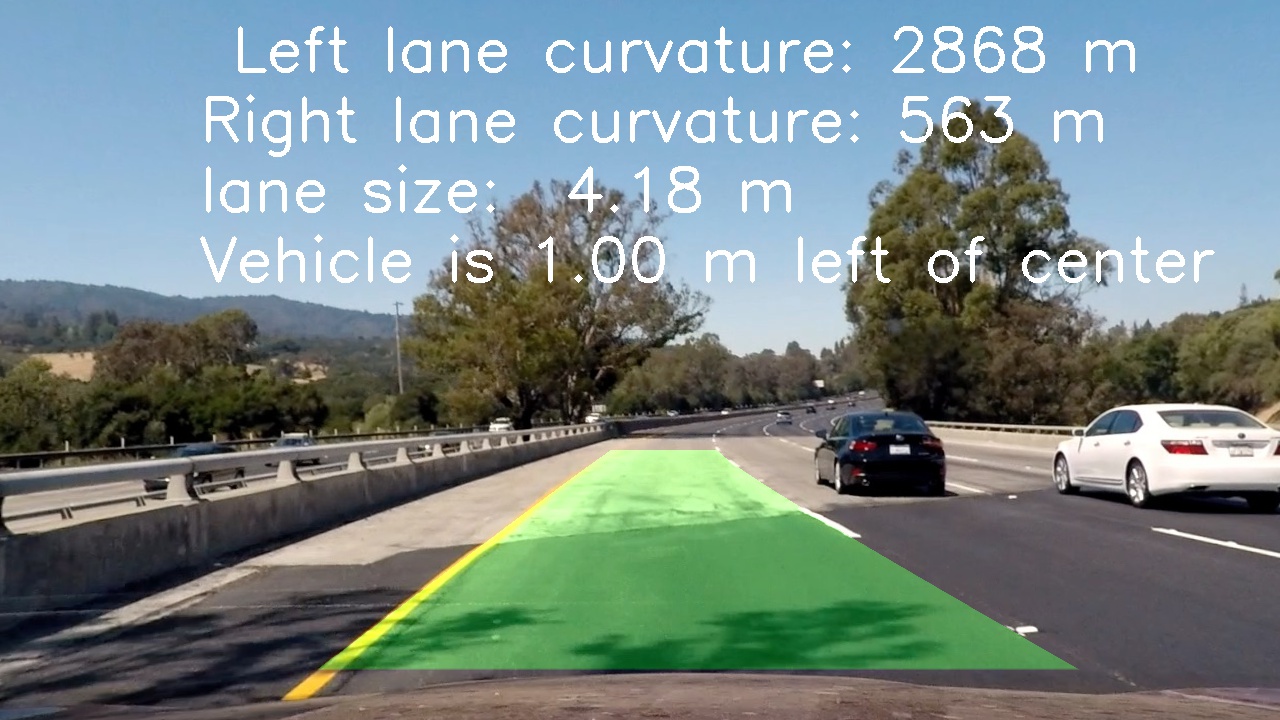 Left lane curvature: 2868 m
Right lane curvature: 563 m
lane size: 4.18 m
Vehicle is 1.00 m left of center